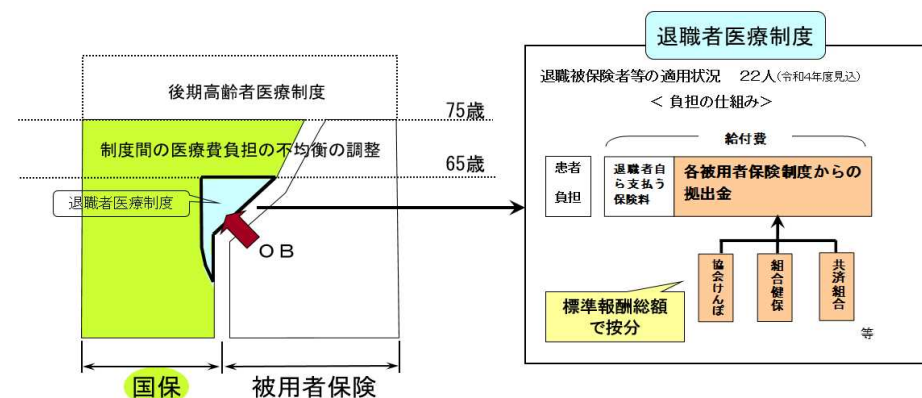 後期高齢者医療制度
75歳
制度間の医療費負担の不均衡の調整
65歳
退職者医療制度
OB
国保
被用者保険
退職者医療制度
退職被保険者等の適用状況 22人(令和4年度見込)
＜ 負担の仕組み＞
給付費
患者
負担
退職者自
ら支払う
保険料
各被用者保険制度からの
拠出金
協会けんぽ
組合健保
共済組合
等
標準報酬総額
で按分